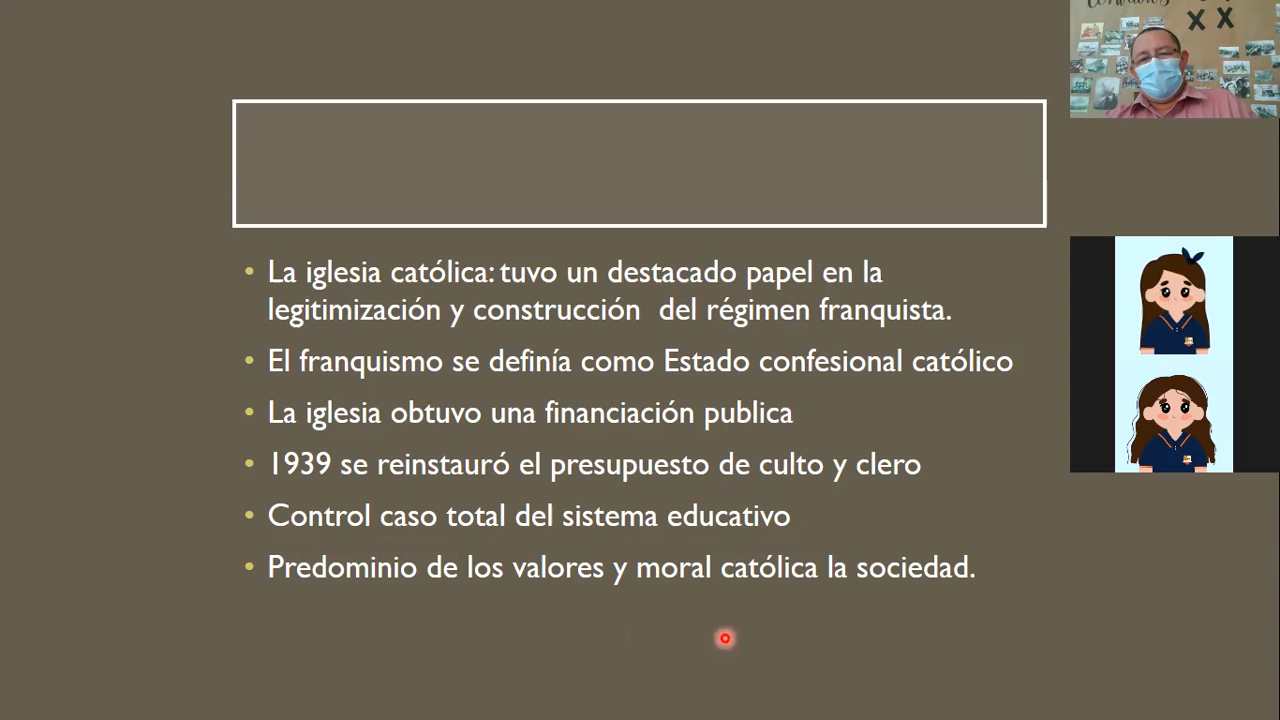 La iglesia católica: tuvo un destacado papel en la
legitimización y construcción del régimen franquista.
El franquismo se definía como Estado confesional católico
La iglesia obtuvo una financiación publica
1939 se reinstauró el presupuesto de culto y clero
Control caso total del sistema educativo
Predominio de los valores y moral católica la sociedad.
X X